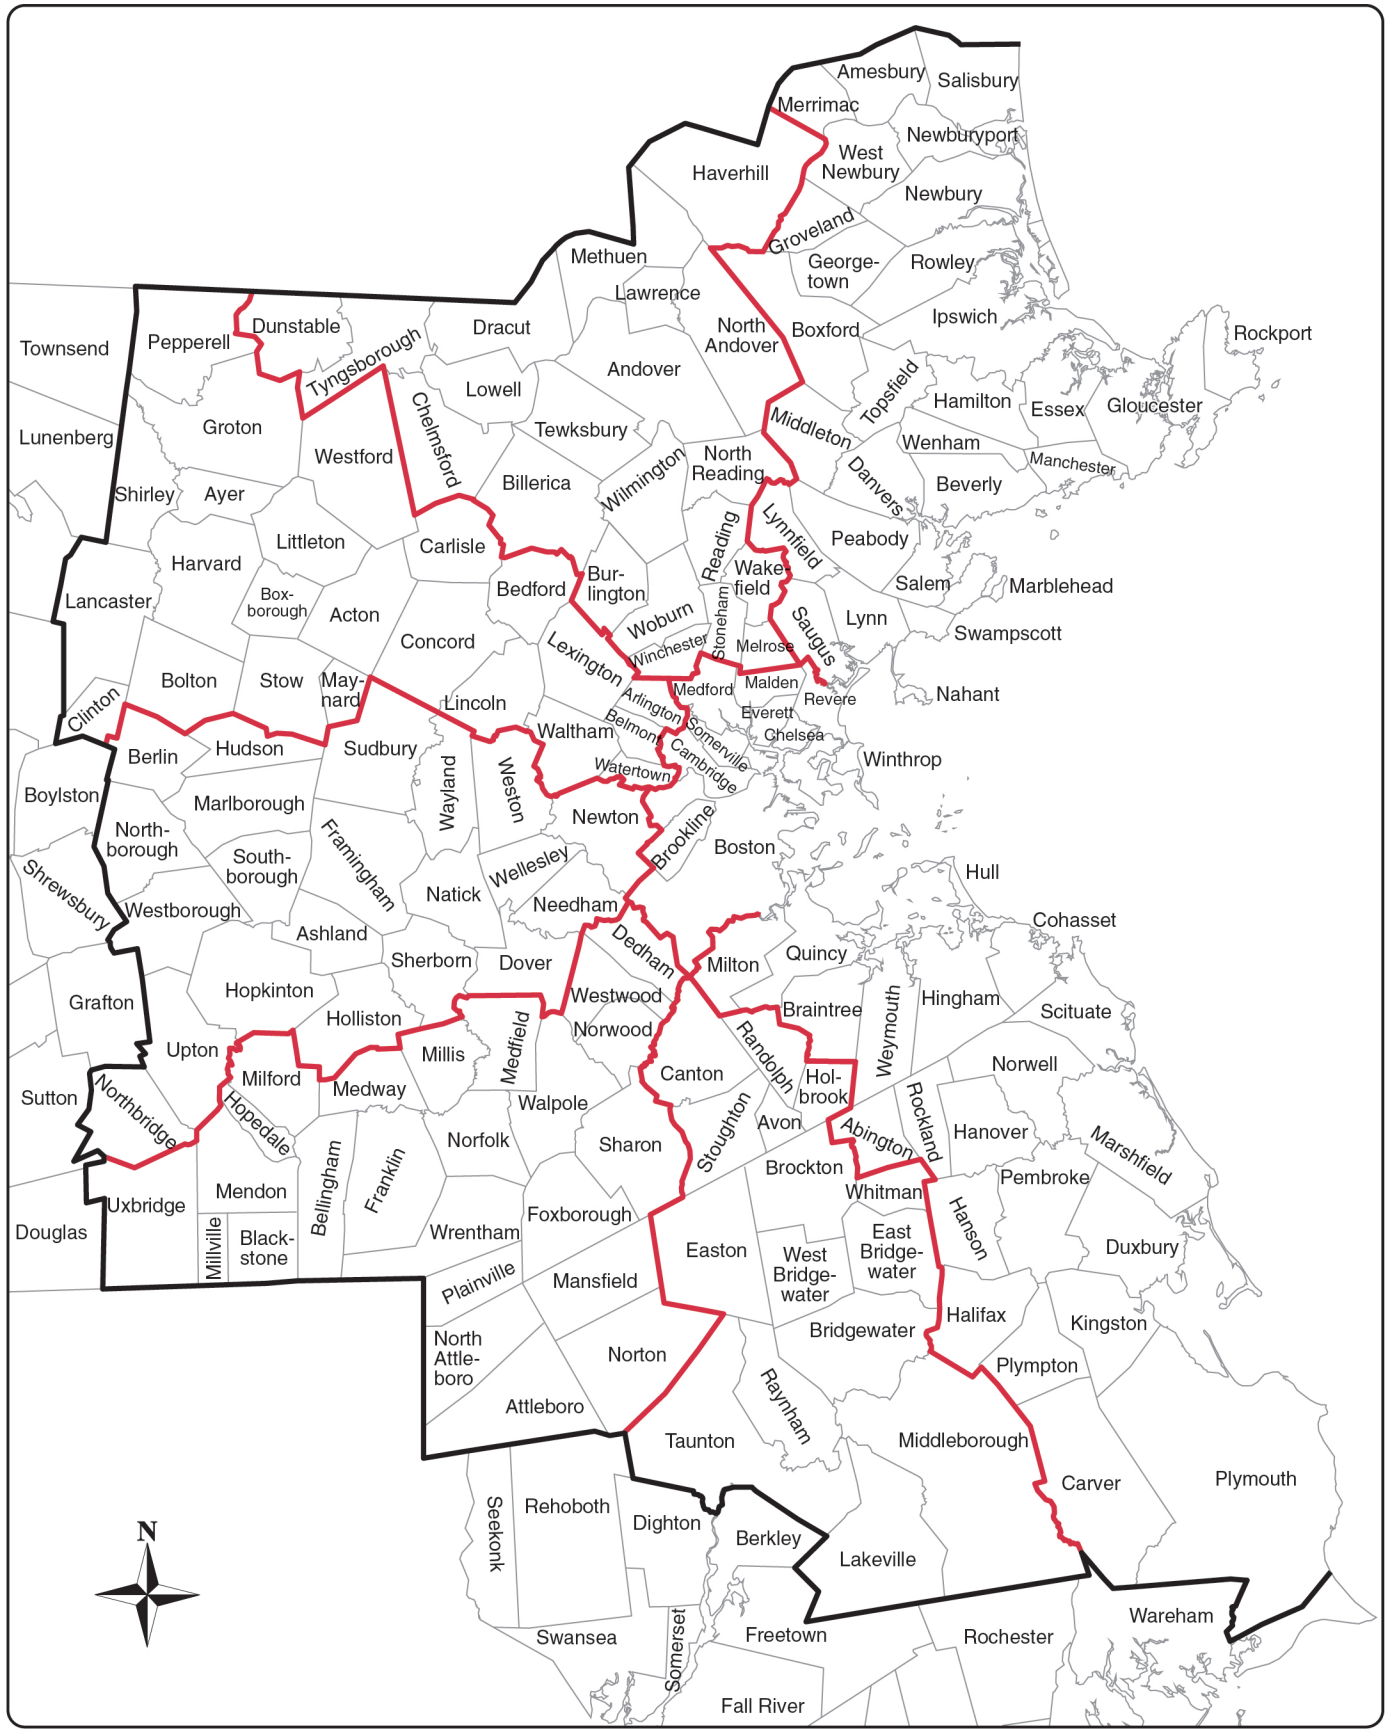 Amesbury
Salisbury
Merrimac
Newburyport
West
Newbury
Haverhill
Newbury
Groveland
Methuen
George-
town
Rowley
Lawrence
Ipswich
Dunstable
Dracut
North
Andover
Boxford
Rockport
Pepperell
Townsend
Tyngsborough
Andover
Lowell
Topsfield
Hamilton
Essex
Gloucester
Chelmsford
Middleton
Groton
Tewksbury
Lunenberg
Wenham
Westford
North
Reading
Manchester
Billerica
Wilmington
Danvers
Beverly
Shirley
Ayer
Reading
Lynnfield
Peabody
Littleton
Carlisle
Harvard
Wake-
field
Salem
Marblehead
Bur-
lington
Bedford
Lancaster
Box-
borough
Acton
Stoneham
Woburn
Saugus
Lynn
Swampscott
Concord
Winchester
Melrose
Lexington
Bolton
Stow
May-
nard
Medford
Malden
Nahant
Clinton
Lincoln
Arlington
Revere
Everett
Belmont
Somerville
Chelsea
Waltham
Hudson
Sudbury
Berlin
Cambridge
Winthrop
Watertown
Boylston
Wayland
Weston
Marlborough
Newton
North-
borough
Brookline
Boston
South-
borough
Framingham
Wellesley
Hull
Shrewsbury
Natick
Westborough
Needham
Cohasset
Ashland
Dedham
Quincy
Sherborn
Dover
Milton
Hopkinton
Westwood
Grafton
Hingham
Braintree
Scituate
Holliston
Weymouth
Norwood
Medfield
Upton
Millis
Randolph
Norwell
Milford
Canton
Medway
Hol-
brook
Sutton
Northbridge
Hopedale
Walpole
Rockland
Avon
Stoughton
Hanover
Norfolk
Abington
Sharon
Marshfield
Brockton
Bellingham
Franklin
Pembroke
Mendon
Whitman
Uxbridge
Foxborough
Hanson
Douglas
Millville
Black-
stone
Wrentham
Easton
East
Bridge-
water
Duxbury
West
Bridge-
water
Plainville
Mansfield
Halifax
Kingston
Bridgewater
North
Attle-
boro
Norton
Plympton
Attleboro
Raynham
Taunton
Middleborough
Carver
Plymouth
Seekonk
Rehoboth
Dighton
Berkley
Lakeville
N
Wareham
Swansea
Somerset
Freetown
Rochester
Fall River